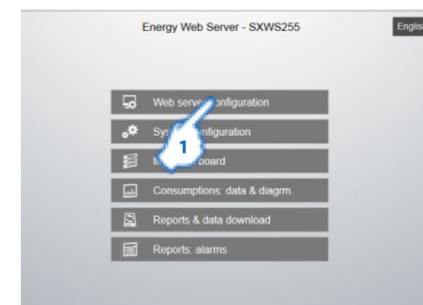 Energy Web Server - SXWS255
English
Web serve onfiguration
Sys onfiguration
1
M board
Consumptions: data & diagrm.
Reports & data download
Reports: alarms